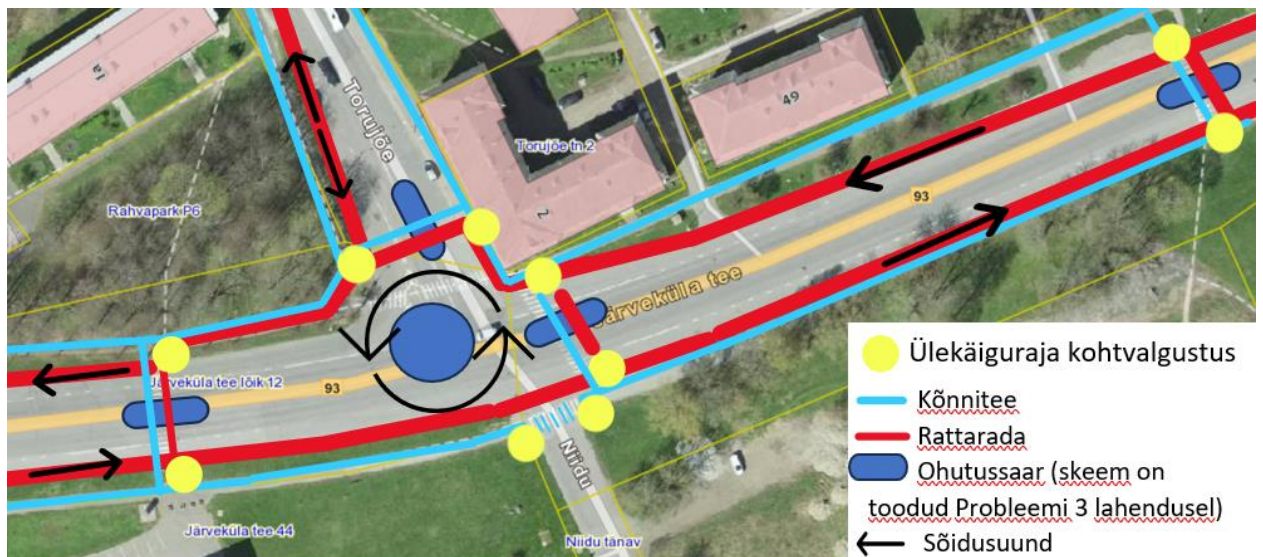 1a
Torujõe
49
Torujõe tn 2
2
93
Rahvapark P6
Järveküla tee
Järveküla tee lõik 12
93
Niidu
Järveküla tee 44
Niidu tänav
Ülekäiguraja kohtvalgustus
Kõnnitee
Rattarada
Ohutussaar (skeem on
toodud Probleemi 3 lahendusel)
Sõidusuund